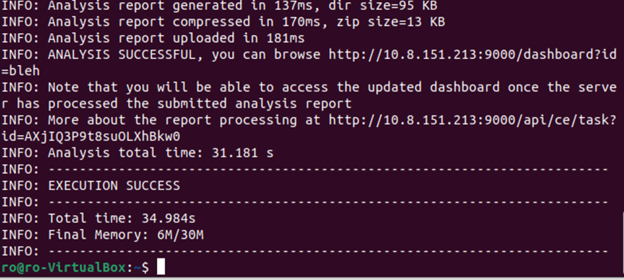 INFO: Analysis report generated in 137ms, dir size=95 KB
INFO: Analysis report compressed in 170ms, zip size=13 KB
INFO: Analysis report uploaded in 181ms
INFO: ANALYSIS SUCCESSFUL, you can browse http://10.8.151.213:9000/dashboard?id
=bleh
INFO: Note that you will be able to access the updated dashboard once the serve
r has processed the submitted analysis report
INFO: More about the report processing at http://10.8.151.213:9000/api/ce/task?
id=AXjIQ3P9t8suOLXhBkw0
INFO: Analysis total time: 31.181 s
INFO: ------------------------------------------------------------------------
INFO: EXECUTION SUCCESS
INFO: ------------------------------------------------------------------------
INFO: Total time: 34.984s
INFO: Final Memory: 6M/30M
INFO: ------------------------------------------------------------------------
ro@ro-VirtualBox:~$